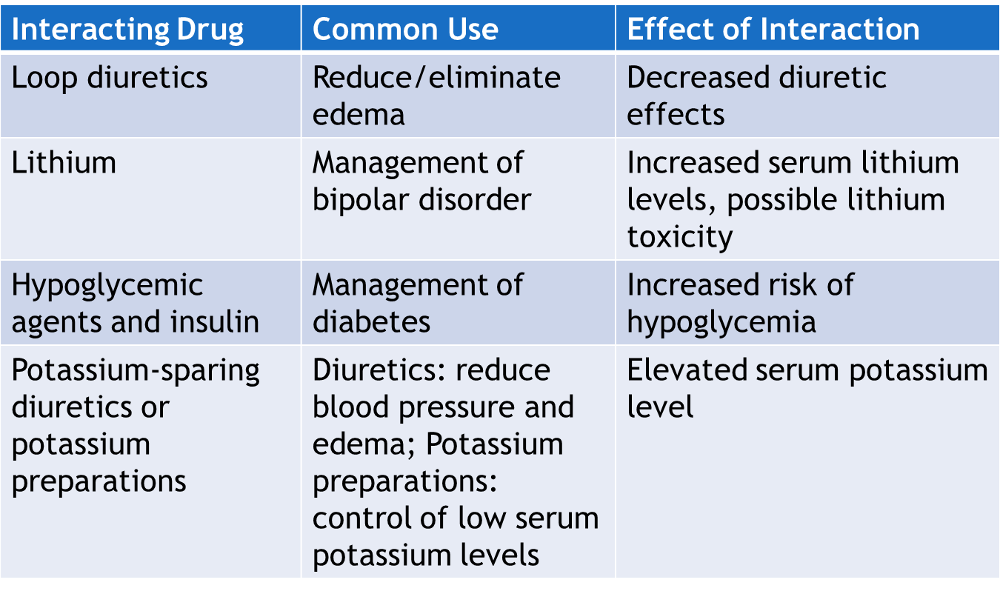 Interacting Drug
Common Use
Effect of Interaction
Loop diuretics
Reduce/eliminate
edema
Decreased diuretic
effects
Lithium
Management of
bipolar disorder
Increased serum lithium
levels, possible lithium
toxicity
Hypoglycemic
agents and insulin
Management of
diabetes
Increased risk of
hypoglycemia
Potassium-sparing
diuretics or
potassium
preparations
Diuretics: reduce
blood pressure and
edema; Potassium
preparations:
control of low serum
potassium levels
Elevated serum potassium
level